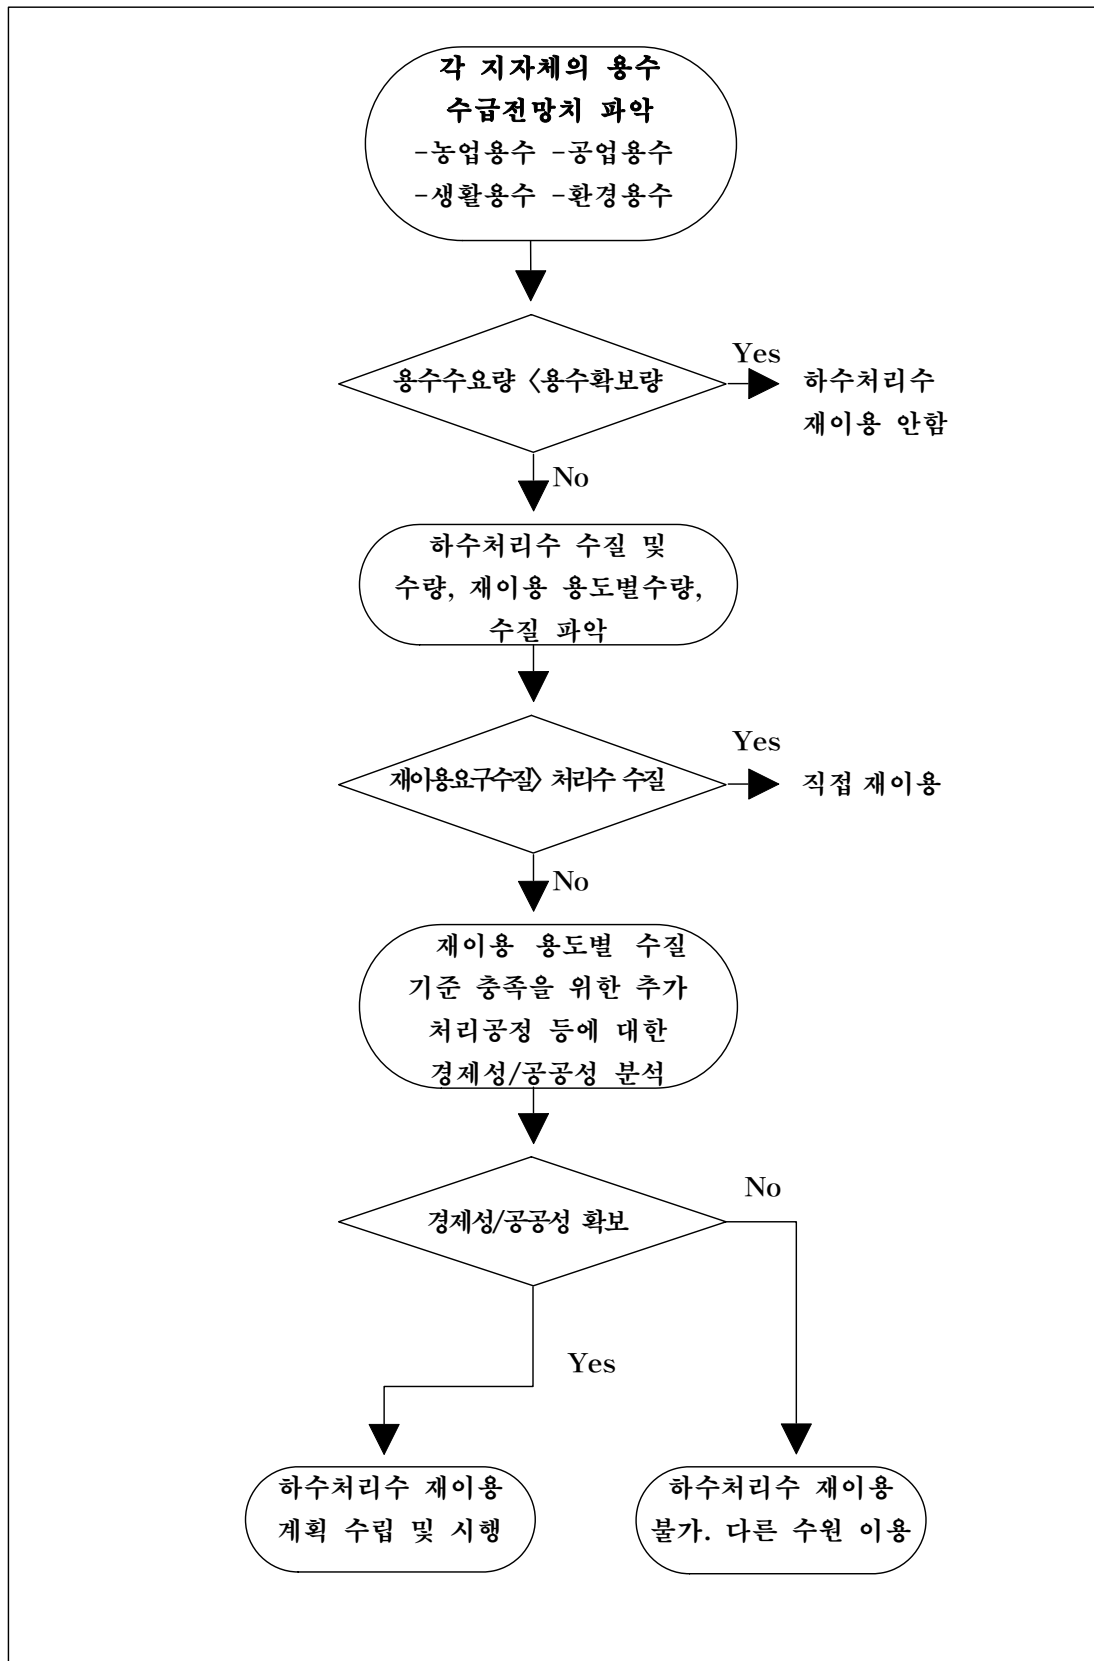 각 지자체의 용수
수급전망치 파악
-농업용수 -공업용수
-생활용수 -환경용수
용수수요량 〈용수확보량
Yes
하수처리수
재이용 안함
No
하수처리수 수질 및
수량, 재이용 용도별수량,
수질 파악
재이용요구수질〉 처리수 수질
Yes
직접 재이용
No
재이용 용도별 수질
기준 충족을 위한 추가
처리공정 등에 대한
경제성/공공성 분석
경제성/공공성 확보
No
Yes
하수처리수 재이용
계획 수립 및 시행
하수처리수 재이용
불가. 다른 수원 이용